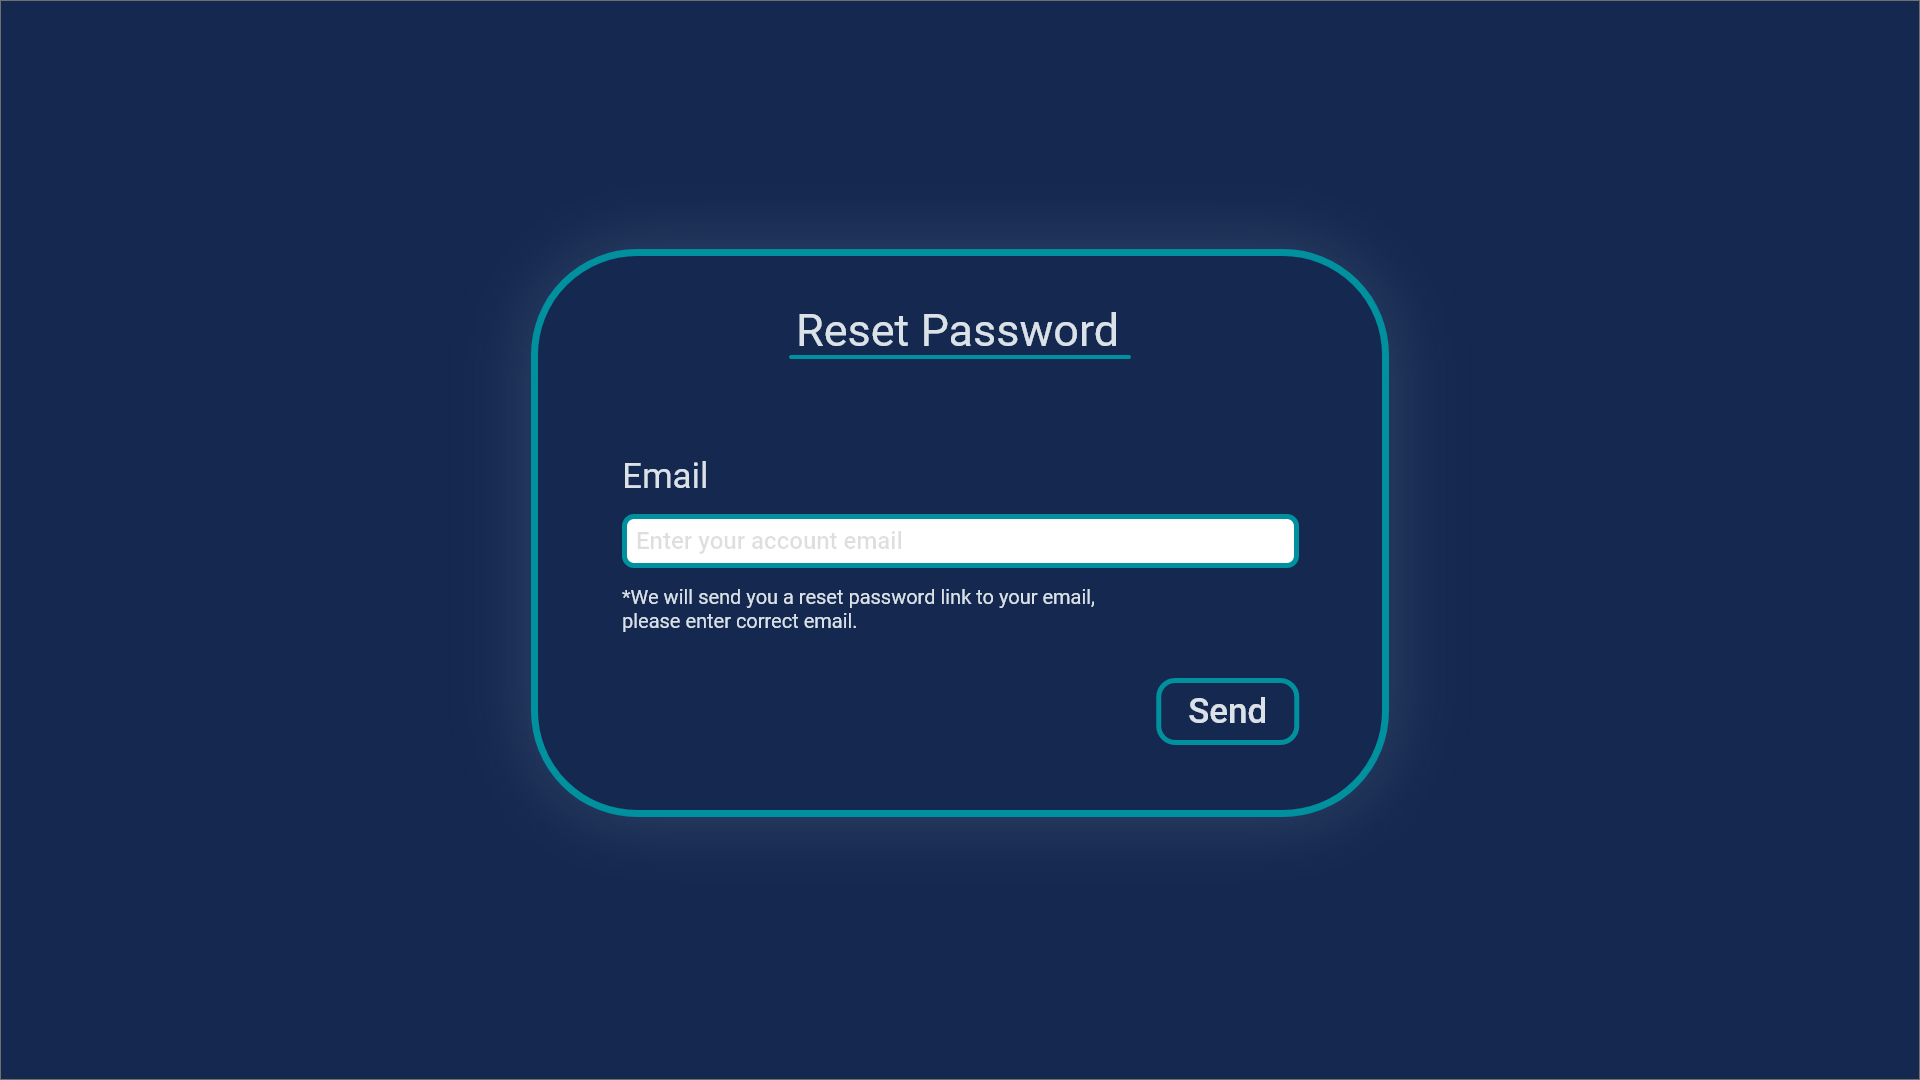 Reset Password
Email
Enter your account email
*We will send you a reset password link to your email,
please enter correct email.
Send